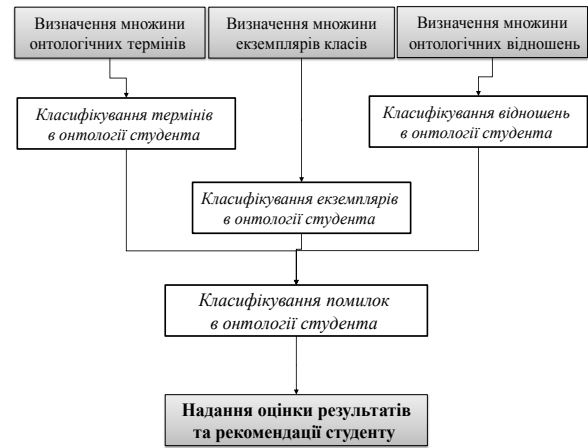 Визначення множини
онтологічних термінів
Визначення множини
екземплярів класів
Визначення множини
онтологічних відношень
Класифікування термінів
в онтології студента
Класифікування відношень
в онтології студента
Класифікування екземплярів
в онтології студента
Класифікування помилок
в онтології студента
Надання оцінки результатів
та рекомендації студенту